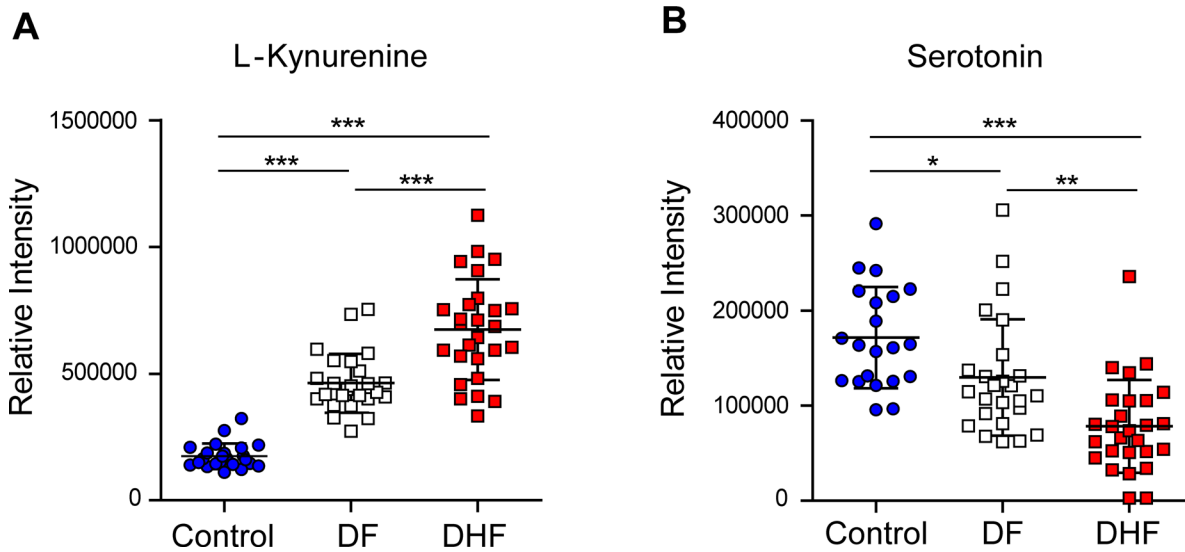 A
L-Kynurenine
Relative Intensity
1500000
1000000
500000
0
***
***
***
Control DF DHF
B
Serotonin
Relative Intensity
400000
300000
200000
100000
0
***
*
**
Control DF DHF